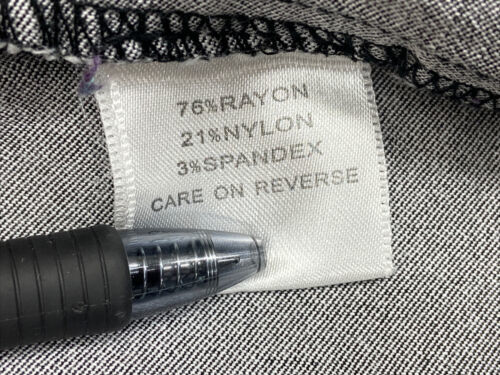 76%RAYON
21%NYLON
3%SPANDEX
CARE ON REVERSE